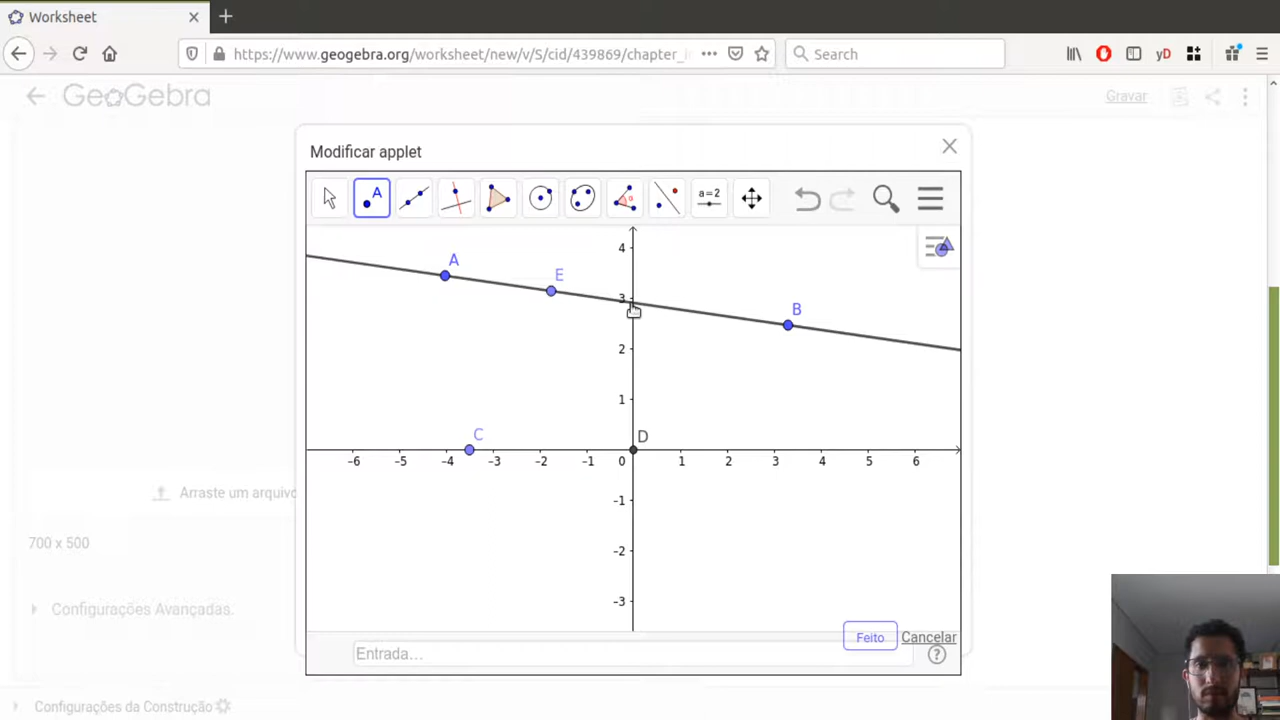 Worksheet
https://www.geogebra.org/worksheet/new/v/S/cid/439869/chapter_i
Search
yD
GeoGebra
Gravar
Modificar applet
A
a=2
A
E
B
C
D
4
3
2
1
-6 -5 -4 -3 -2 -1 0 1 2 3 4 5 6
-1
-2
-3
Arraste um arquivo
700 x 500
Configurações Avançadas.
Feito Cancelar
Entrada...
?
Configurações da Construção